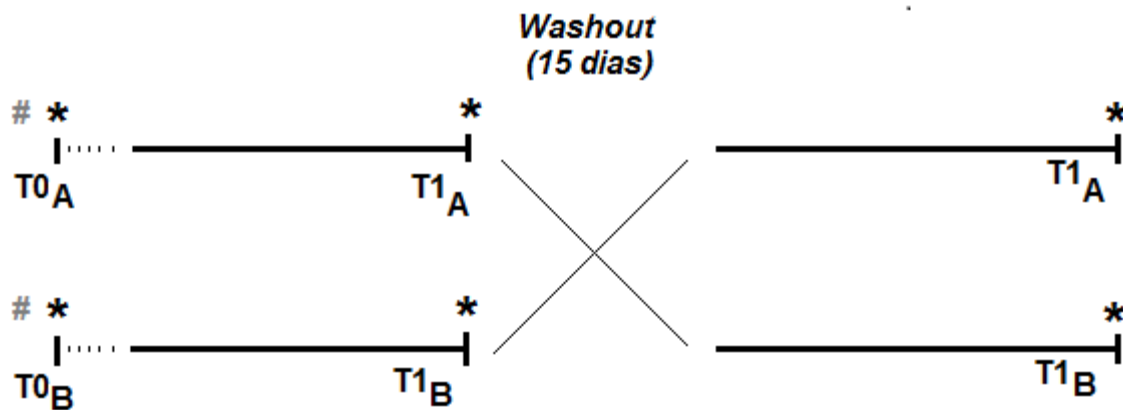 Washout
(15 dias)
# * *
*
T0A T1A
T1A
# * *
*
T0B T1B
T1B